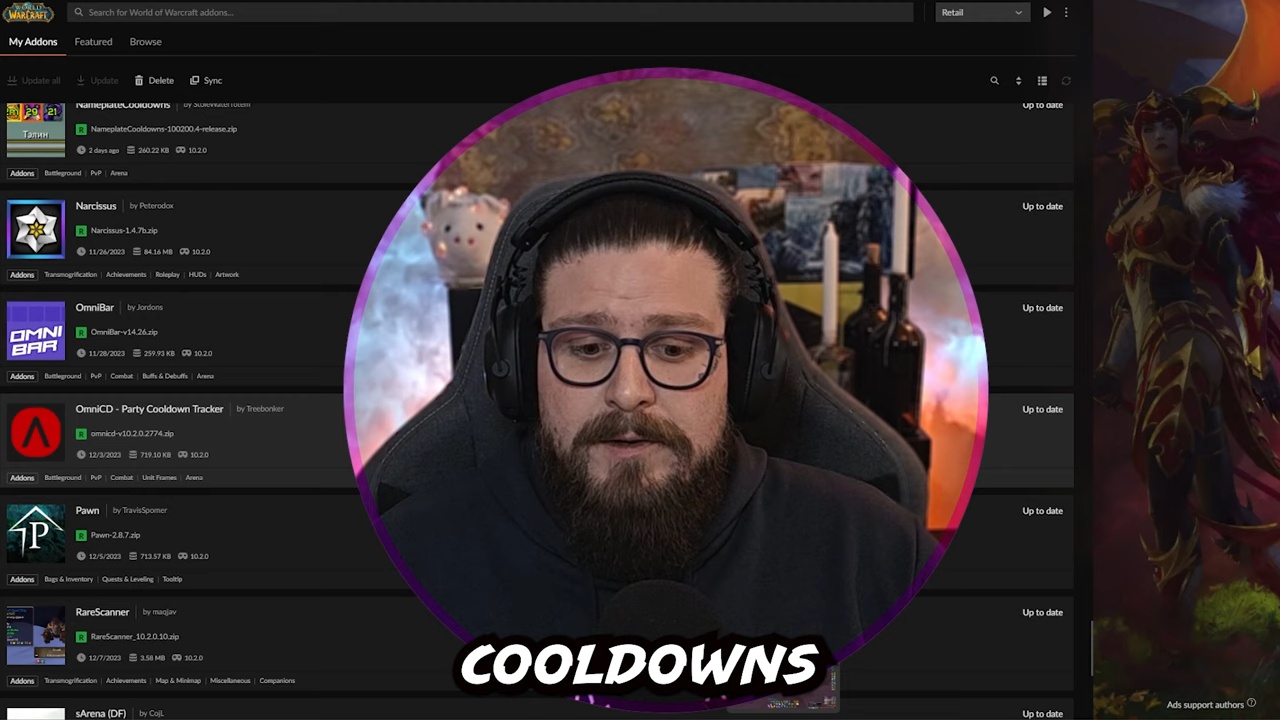 WORLD WARCRAFT
Search for World of Warcraft addons...
Retail
My Addons Featured Browse
Update all Update Delete Sync
NameplateCooldowns by StoleWaterTotem Up to date
29 21
Талин
R NameplateCooldowns-100200.4-release.zip
2 days ago 260.22 KB 10.2.0
Addons Battleground PvP Arena
Narcissus by Peterodox Up to date
R Narcissus-1.4.7b.zip
11/26/2023 84.16 MB 10.2.0
Addons Transmogrification Achievements Roleplay HUDs Artwork
OmniBar by Jordons Up to date
OMNI BAR
R OmniBar-v14.26.zip
11/28/2023 259.93 KB 10.2.0
Addons Battleground PvP Combat Buffs & Debuffs Arena
OmniCD - Party Cooldown Tracker by Treebonker Up to date
R omnicd-v10.2.0.2774.zip
12/3/2023 719.10 KB 10.2.0
Addons Battleground PvP Combat Unit Frames Arena
Pawn by TravisSpomer Up to date
P
R Pawn-2.8.7.zip
12/5/2023 713.57 KB 10.2.0
Addons Bags & Inventory Quests & Leveling Tooltip
RareScanner by maqjav Up to date
R RareScanner_10.2.0.10.zip
12/7/2023 3.58 MB 10.2.0
Addons Transmogrification Achievements Map & Minimap Miscellaneous Companions
sArena (DF) by CojL Up to date
COOLDOWNS
Ads support authors